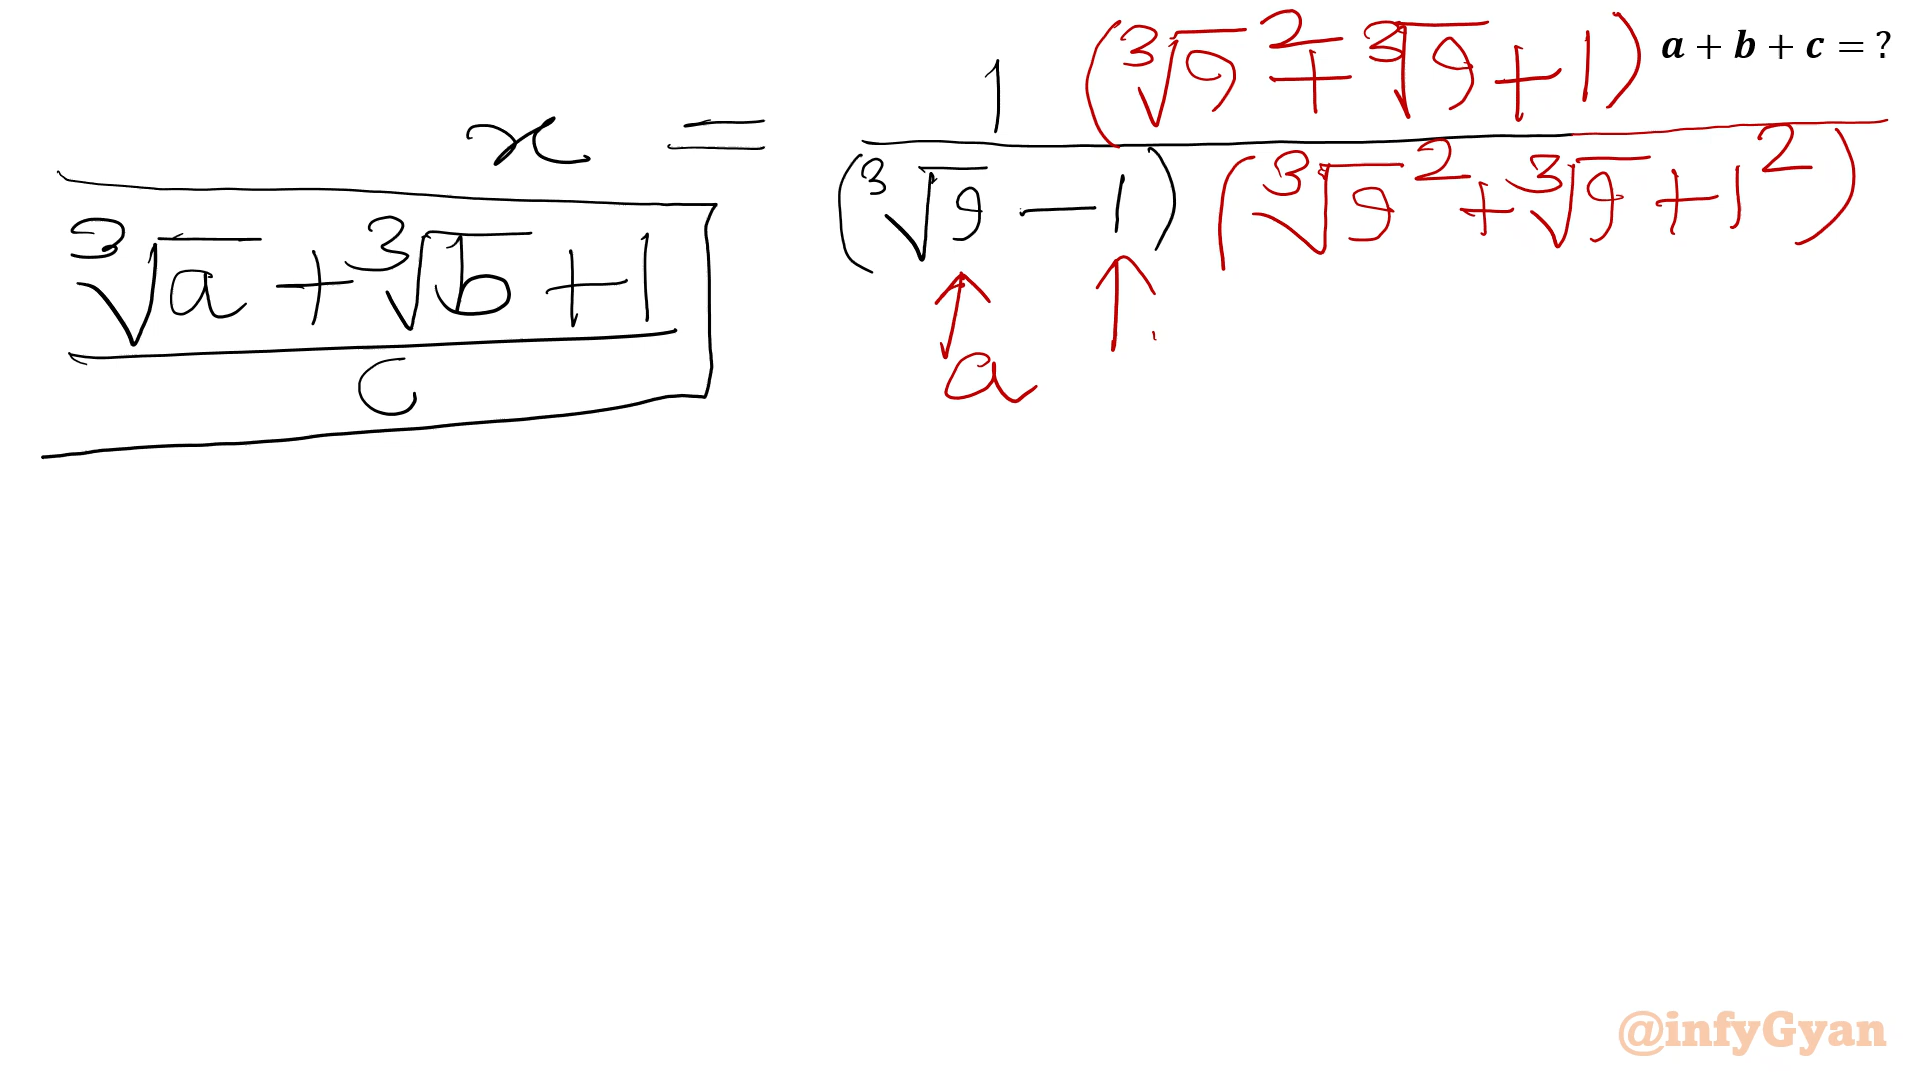 a + b + c = ?
x = 1 (∛9² + ∛9 + 1) / (∛9 − 1) (∛9² + ∛9 + 1²)
(∛a + ∛b + 1) / c
a
@infyGyan